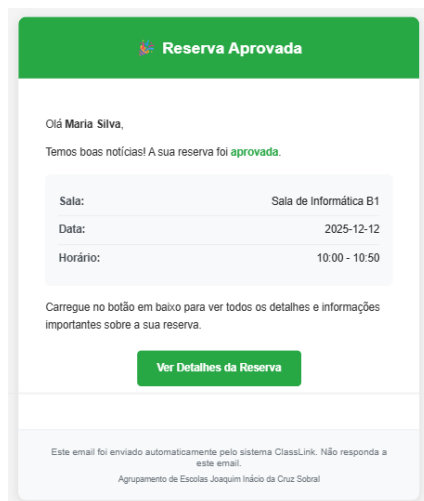 🎉 Reserva Aprovada
Olá Maria Silva,
Temos boas notícias! A sua reserva foi aprovada.
Sala: Sala de Informática B1
Data: 2025-12-12
Horário: 10:00 - 10:50
Carregue no botão em baixo para ver todos os detalhes e informações
importantes sobre a sua reserva.
Ver Detalhes da Reserva
Este email foi enviado automaticamente pelo sistema ClassLink. Não responda a
este email.
Agrupamento de Escolas Joaquim Inácio da Cruz Sobral